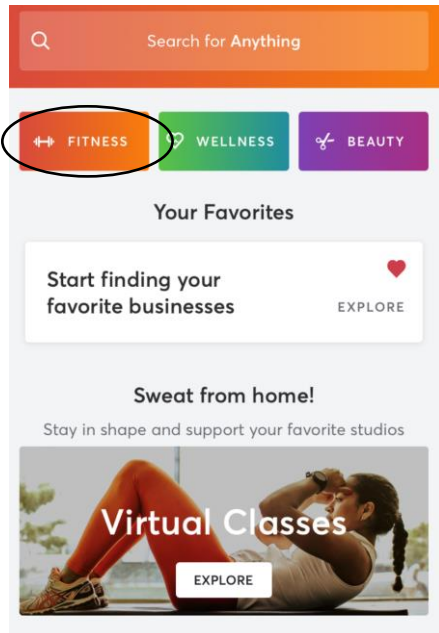 Search for Anything
FITNESS
WELLNESS
BEAUTY
Your Favorites
Start finding your
favorite businesses
EXPLORE
Sweat from home!
Stay in shape and support your favorite studios
Virtual Classes
EXPLORE